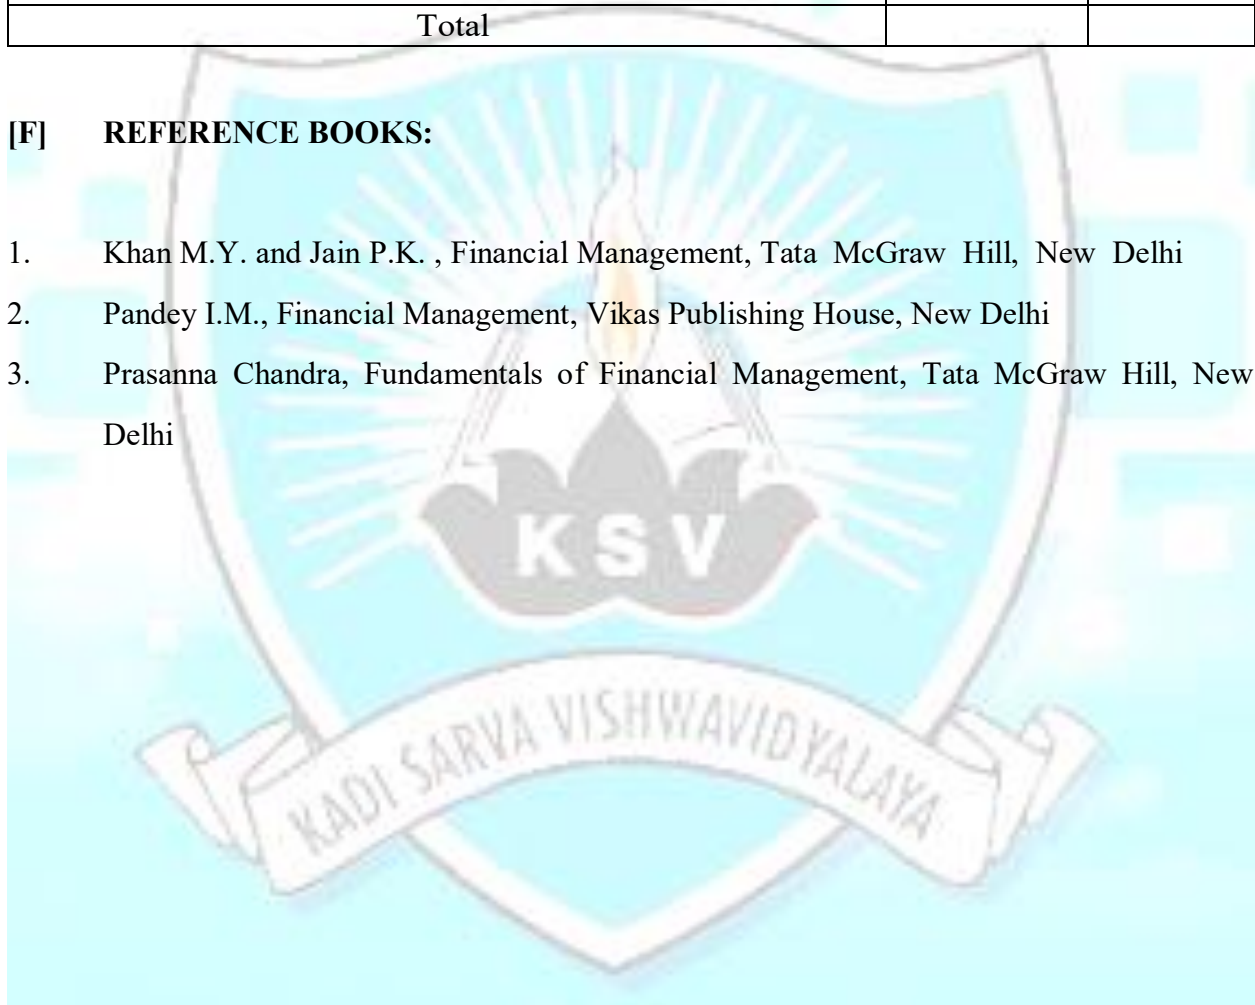 Total
[F] REFERENCE BOOKS:
1. Khan M.Y. and Jain P.K. , Financial Management, Tata McGraw Hill, New Delhi
2. Pandey I.M., Financial Management, Vikas Publishing House, New Delhi
3. Prasanna Chandra, Fundamentals of Financial Management, Tata McGraw Hill, New
Delhi
KSV
KADI SARVA VISHWAVIDYALAYA